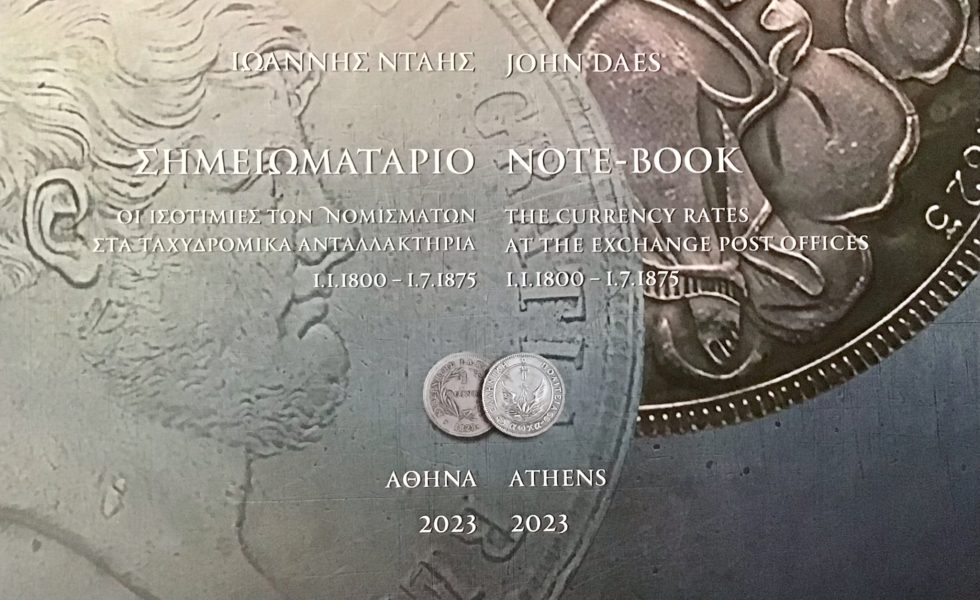 ΙΩΑΝΝΗΣ ΝΤΑΗΣ
ΣΗΜΕΙΩΜΑΤΑΡΙΟ
ΟΙ ΙΣΟΤΙΜΙΕΣ ΤΩΝ ΝΟΜΙΣΜΑΤΩΝ
ΣΤΑ ΤΑΧΥΔΡΟΜΙΚΑ ΑΝΤΑΛΛΑΚΤΗΡΙΑ
1.1.1800 – 1.7.1875
ΑΘΗΝΑ
2023
JOHN DAES
NOTE-BOOK
THE CURRENCY RATES
AT THE EXCHANGE POST OFFICES
1.1.1800 – 1.7.1875
ATHENS
2023